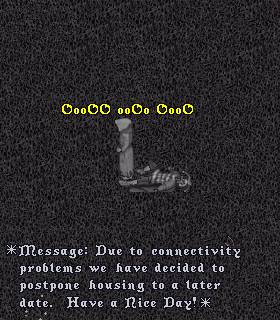 OooOO ooOo OooO
*Message: Due to connectivity
problems we have decided to
postpone housing to a later
date. Have a Nice Day!*